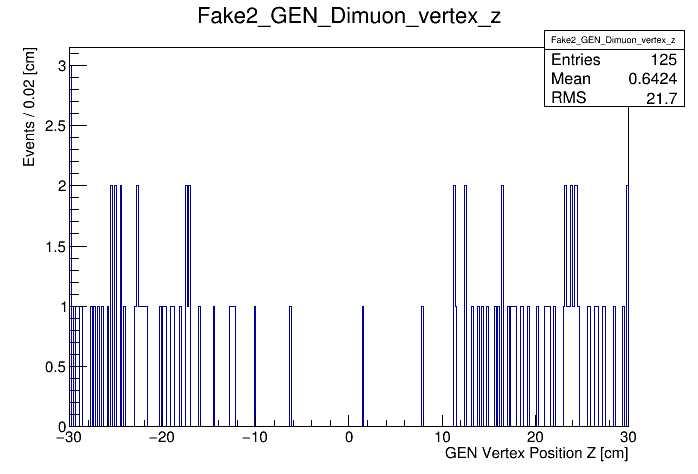 Fake2_GEN_Dimuon_vertex_z
Fake2_GEN_Dimuon_vertex_z
Entries 125
Mean 0.6424
RMS 21.7
Events / 0.02 [cm]
3
2.5
2
1.5
1
0.5
0
−30 −20 −10 0 10 20 30
GEN Vertex Position Z [cm]